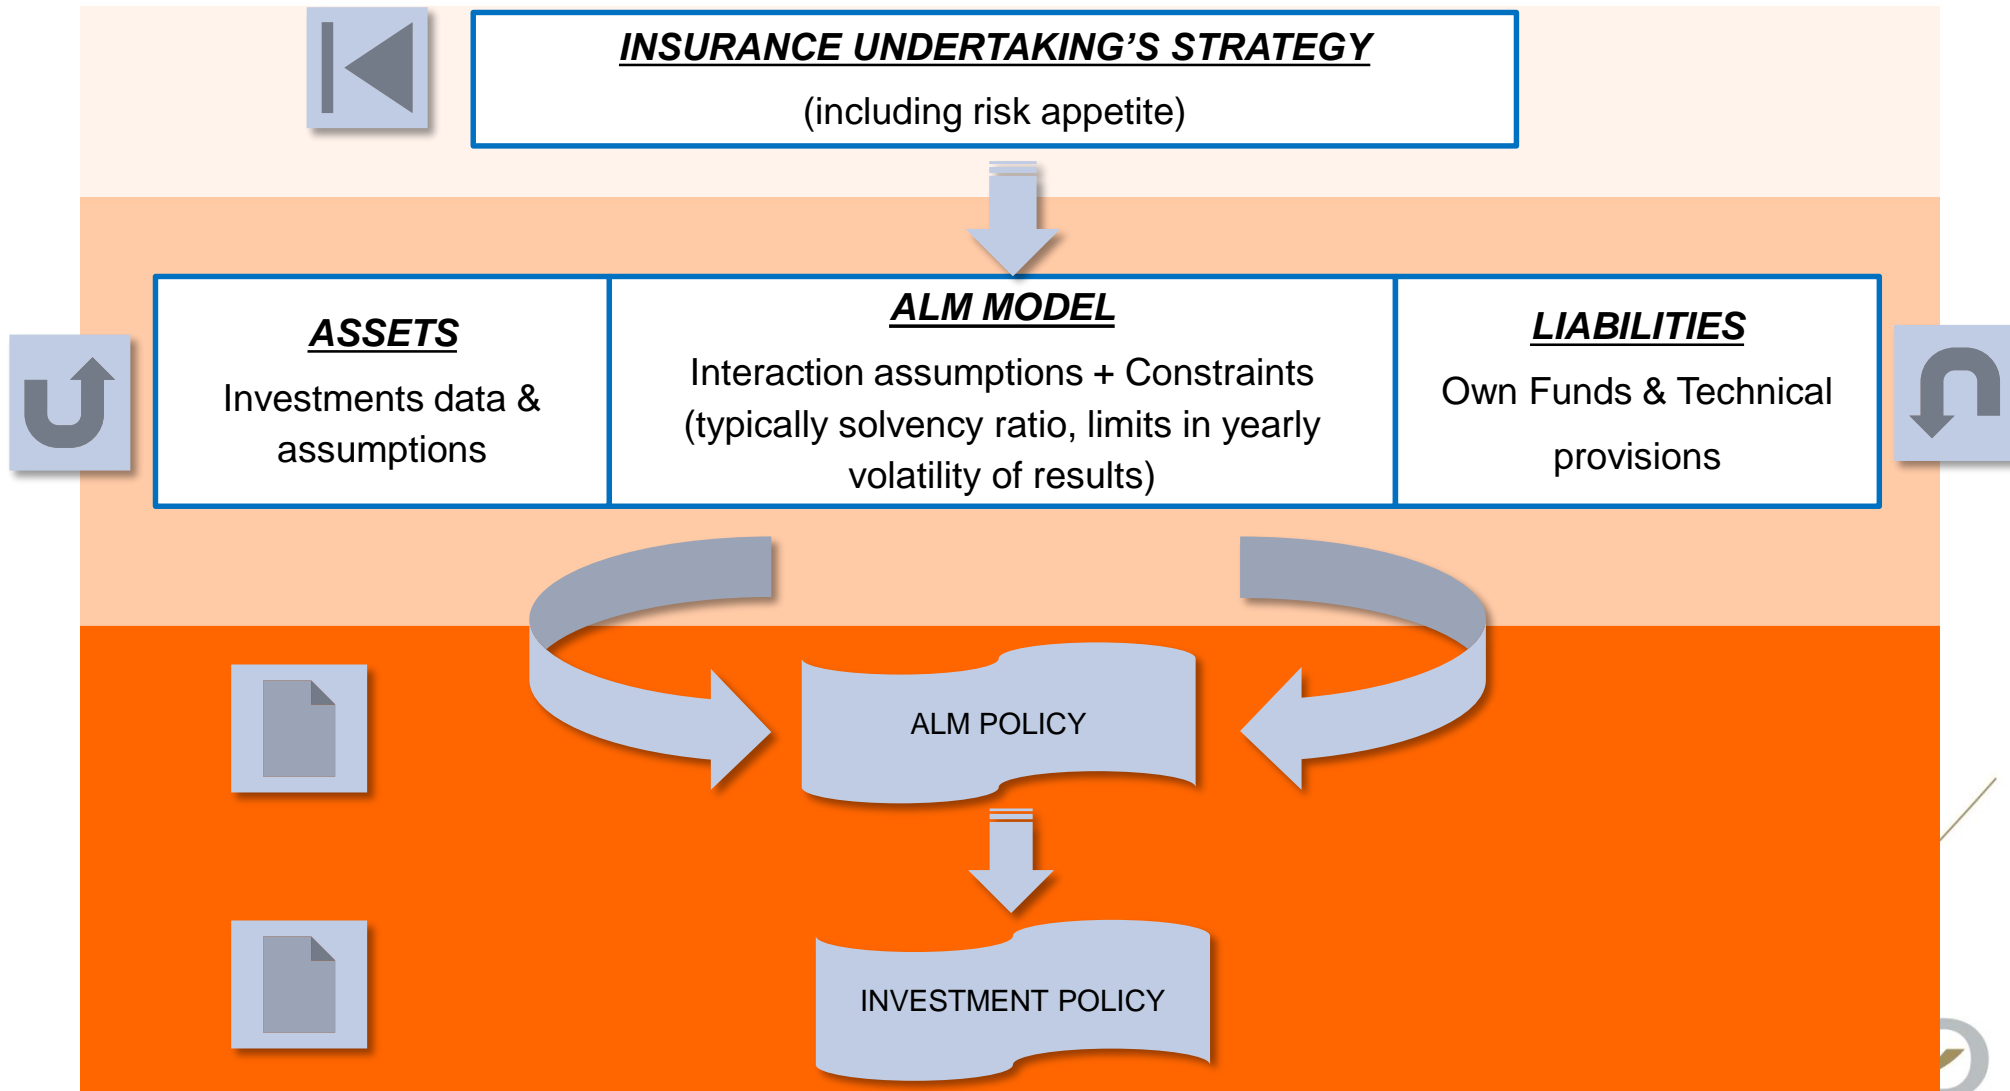 INSURANCE UNDERTAKING’S STRATEGY
(including risk appetite)
ASSETS
Investments data &
assumptions
ALM MODEL
Interaction assumptions + Constraints
(typically solvency ratio, limits in yearly
volatility of results)
LIABILITIES
Own Funds & Technical
provisions
ALM POLICY
INVESTMENT POLICY